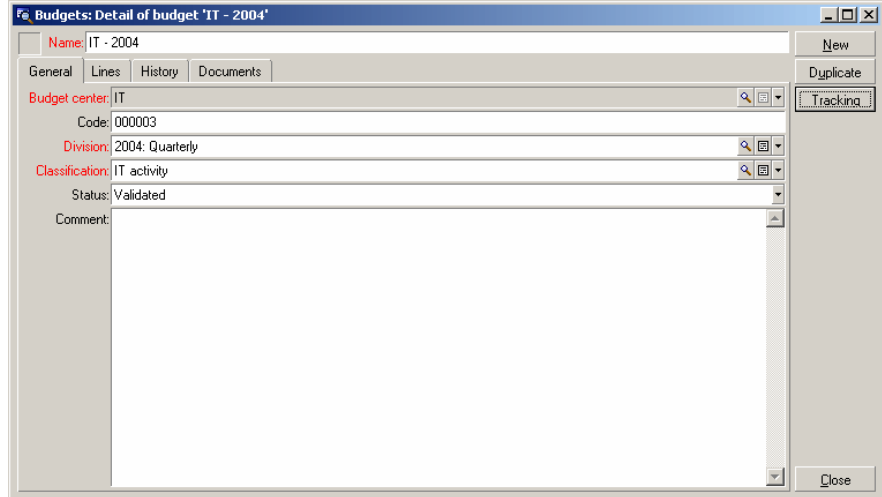 Budgets: Detail of budget 'IT - 2004'
Name: IT - 2004
New
General Lines History Documents
Duplicate
Budget center: IT
Tracking
Code: 000003
Division: 2004: Quarterly
Classification: IT activity
Status: Validated
Comment:
Close